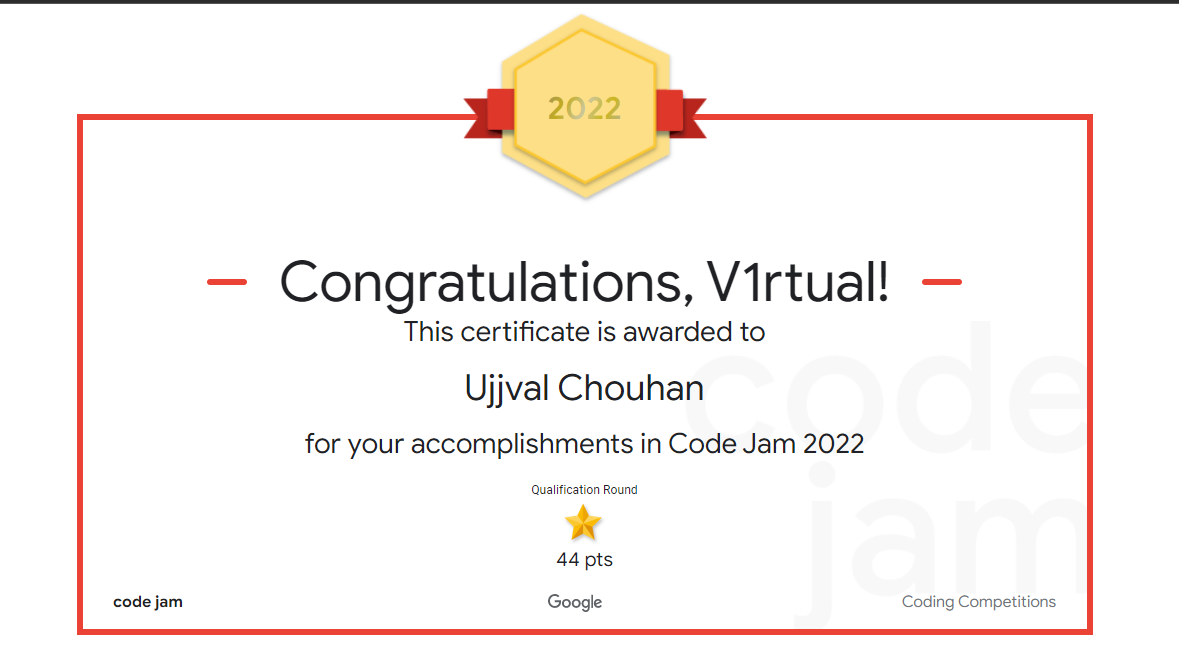 2022
Congratulations, V1rtual!
This certificate is awarded to
Ujjval Chouhan
for your accomplishments in Code Jam 2022
code
jam
Qualification Round
44 pts
code jam
Google
Coding Competitions